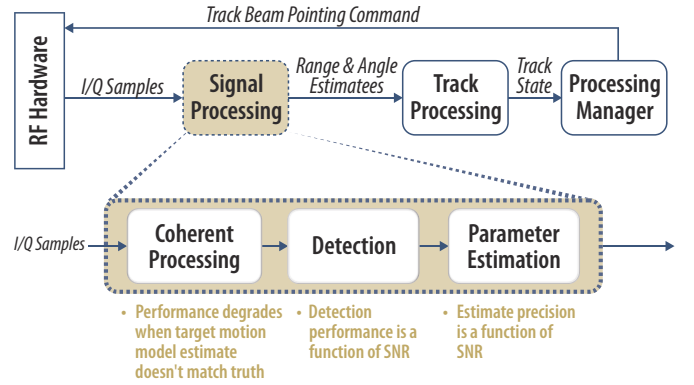 Track Beam Pointing Command
RF Hardware
I/Q Samples
Signal
Processing
Range & Angle
Estimatees
Track
Processing
Track
State
Processing
Manager
I/Q Samples
Coherent
Processing
Detection
Parameter
Estimation
• Performance degrades
when target motion
model estimate
doesn't match truth
• Detection
performance is a
function of SNR
• Estimate precision
is a function of
SNR